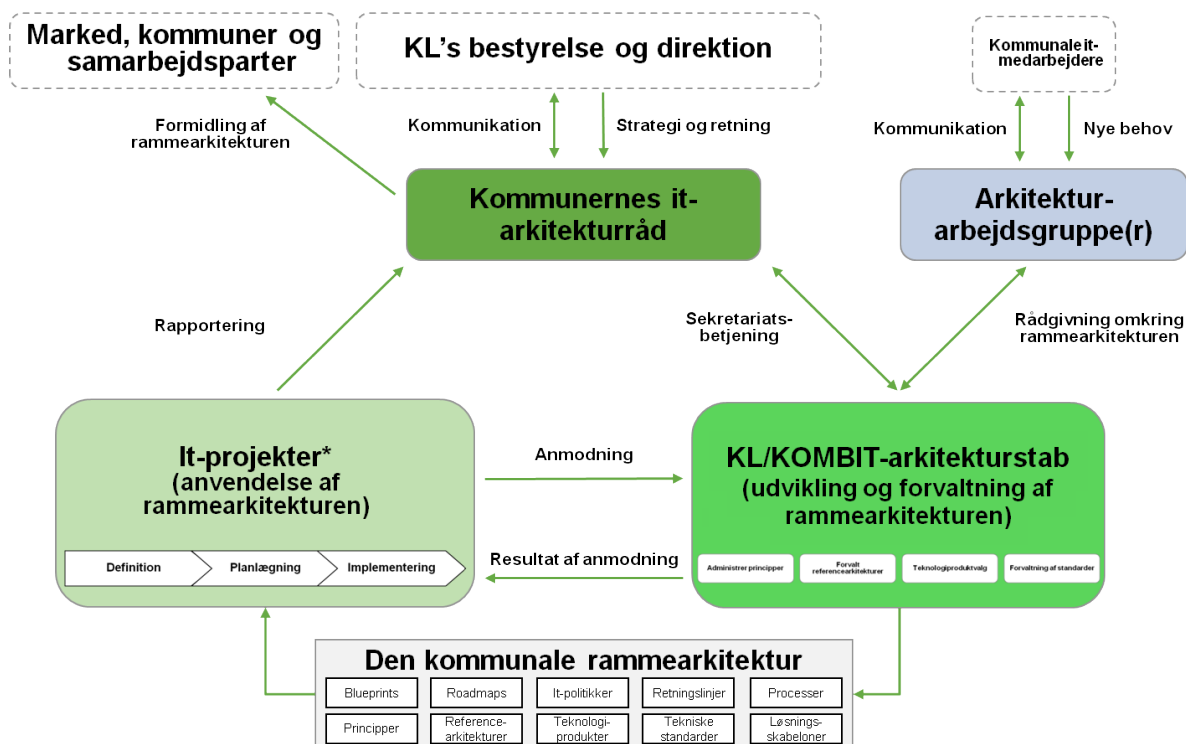 Marked, kommuner og
samarbejdsparter
KL's bestyrelse og direktion
Kommunale it-
medarbejdere
Formidling af
rammearkitekturen
Kommunikation
Strategi og retning
Kommunikation
Nye behov
Kommunernes it-
arkitekturråd
Arkitektur-
arbejdsgruppe(r)
Rapportering
Sekretariats-
betjening
Rådgivning omkring
rammearkitekturen
It-projekter*
(anvendelse af
rammearkitekturen)
Definition
Planlægning
Implementering
Anmodning
Resultat af anmodning
KL/KOMBIT-arkitekturstab
(udvikling og forvaltning af
rammearkitekturen)
Administrer principper
Forvalt
referencearkitekturer
Teknologiproduktvalg
Forvaltning af standarder
Den kommunale rammearkitektur
Blueprints
Roadmaps
It-politikker
Retningslinjer
Processer
Principper
Reference-
arkitekturer
Teknologi-
produkter
Tekniske
standarder
Løsnings-
skabeloner